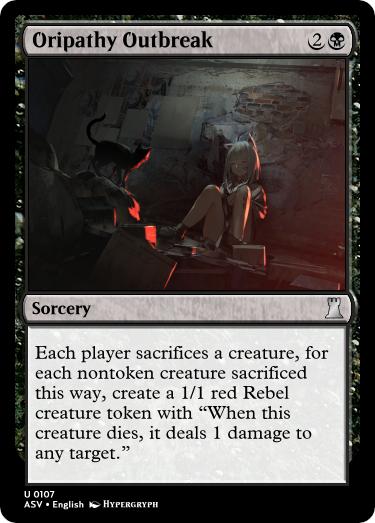 Oripathy Outbreak 2
Sorcery
Each player sacrifices a creature, for
each nontoken creature sacrificed
this way, create a 1/1 red Rebel
creature token with “When this
creature dies, it deals 1 damage to
any target.”
U 0107
ASV • English HYPERGRYPH